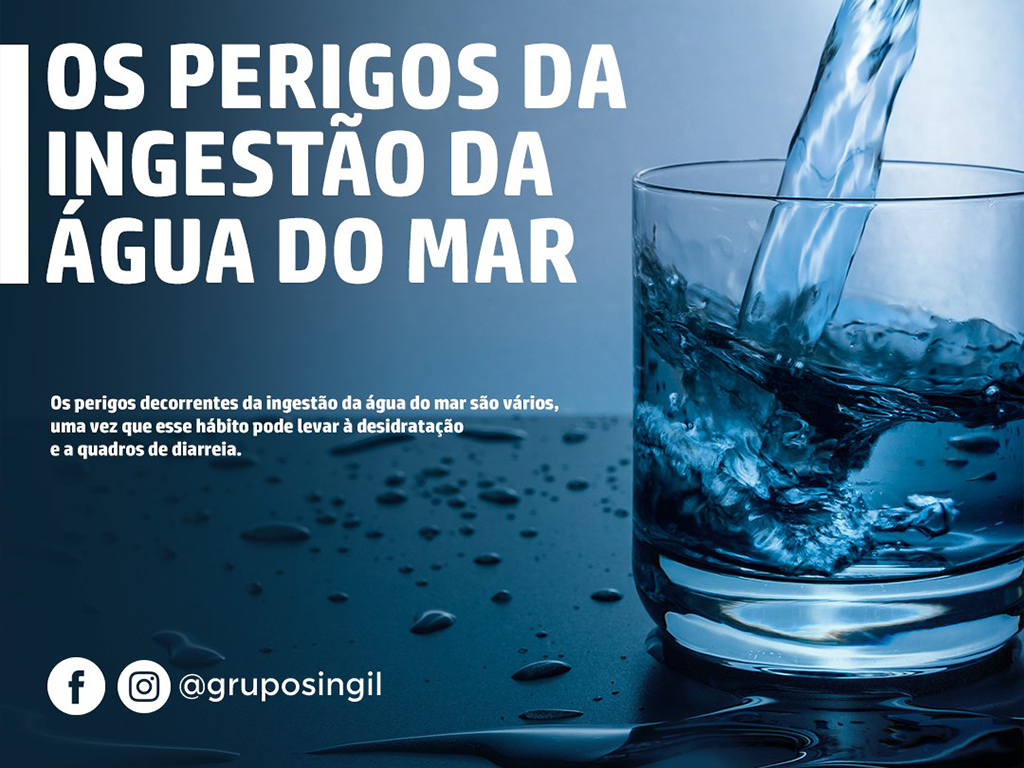 OS PERIGOS DA
INGESTÃO DA
ÁGUA DO MAR
Os perigos decorrentes da ingestão da água do mar são vários,
uma vez que esse hábito pode levar à desidratação
e a quadros de diarreia.
@gruposingil